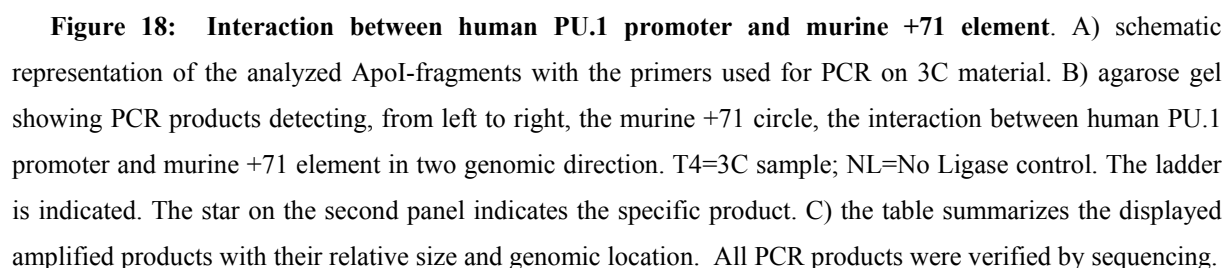 Figure 18: Interaction between human PU.1 promoter and murine +71 element. A) schematic
representation of the analyzed ApoI-fragments with the primers used for PCR on 3C material. B) agarose gel
showing PCR products detecting, from left to right, the murine +71 circle, the interaction between human PU.1
promoter and murine +71 element in two genomic direction. T4=3C sample; NL=No Ligase control. The ladder
is indicated. The star on the second panel indicates the specific product. C) the table summarizes the displayed
amplified products with their relative size and genomic location. All PCR products were verified by sequencing.